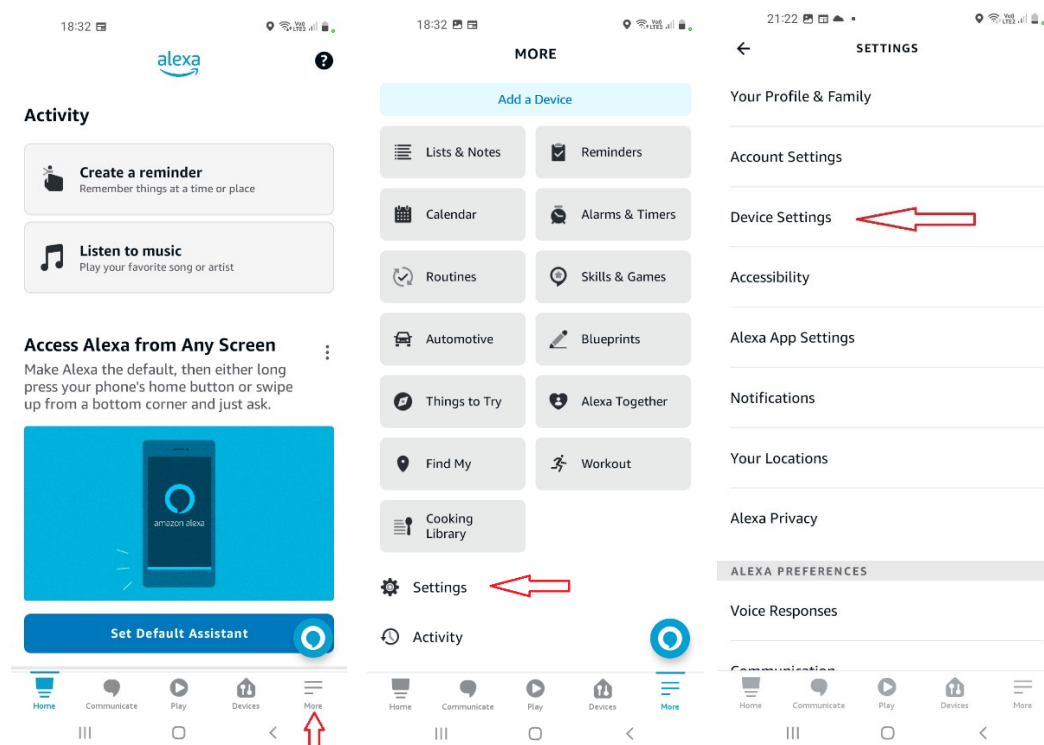 18:32
alexa
?
Activity
Create a reminder
Remember things at a time or place
Listen to music
Play your favorite song or artist
Access Alexa from Any Screen
Make Alexa the default, then either long
press your phone's home button or swipe
up from a bottom corner and just ask.
amazon alexa
Set Default Assistant
Home Communicate Play Devices More
18:32
MORE
Add a Device
Lists & Notes Reminders
Calendar Alarms & Timers
Routines Skills & Games
Automotive Blueprints
Things to Try Alexa Together
Find My Workout
Cooking
Library
Settings
Activity
Home Communicate Play Devices More
21:22
SETTINGS
Your Profile & Family
Account Settings
Device Settings
Accessibility
Alexa App Settings
Notifications
Your Locations
Alexa Privacy
ALEXA PREFERENCES
Voice Responses
Communication
Home Communicate Play Devices More